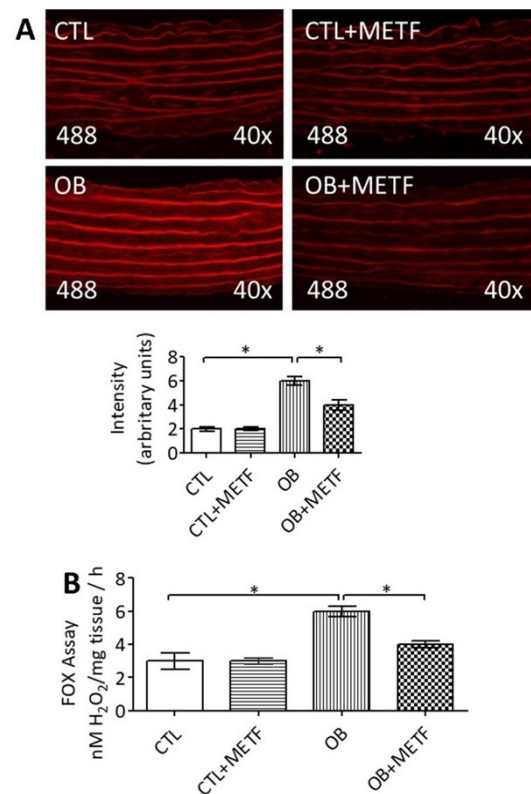 A
CTL
CTL+METF
488
40x
488
40x
OB
OB+METF
488
40x
488
40x
Intensity
(arbritary units)
8
6
4
2
0
*
*
CTL
CTL+METF
OB
OB+METF
B
FOX Assay
nM H₂O₂/mg tissue / h
8
6
4
2
0
*
*
CTL
CTL+METF
OB
OB+METF